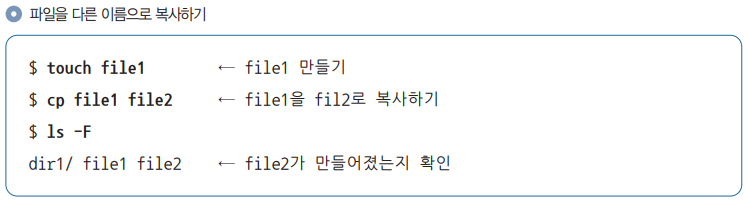 파일을 다른 이름으로 복사하기
$ touch file1 ← file1 만들기
$ cp file1 file2 ← file1을 fil2로 복사하기
$ ls -F
dir1/ file1 file2 ← file2가 만들어졌는지 확인